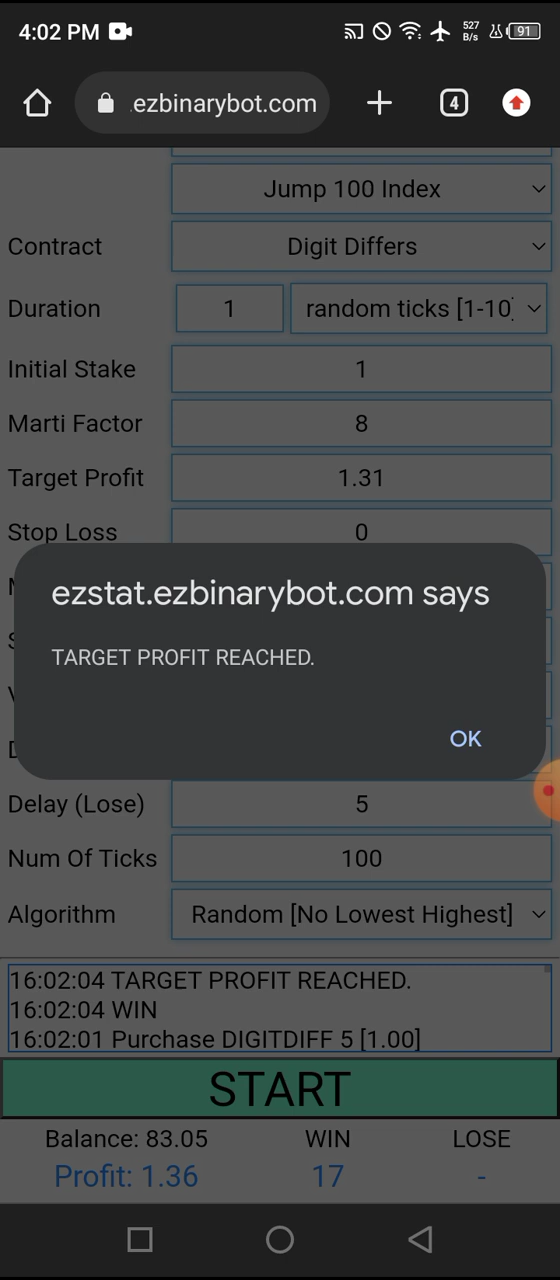 4:02 PM
527
B/s
91
.ezbinarybot.com
4
Jump 100 Index
Contract
Digit Differs
Duration
1
random ticks [1-10]
Initial Stake
1
Marti Factor
8
Target Profit
1.31
Stop Loss
0
ezstat.ezbinarybot.com says
TARGET PROFIT REACHED.
OK
Delay (Lose)
5
Num Of Ticks
100
Algorithm
Random [No Lowest Highest]
16:02:04 TARGET PROFIT REACHED.
16:02:04 WIN
16:02:01 Purchase DIGITDIFF 5 [1.00]
START
Balance: 83.05 WIN LOSE
Profit: 1.36 17 -